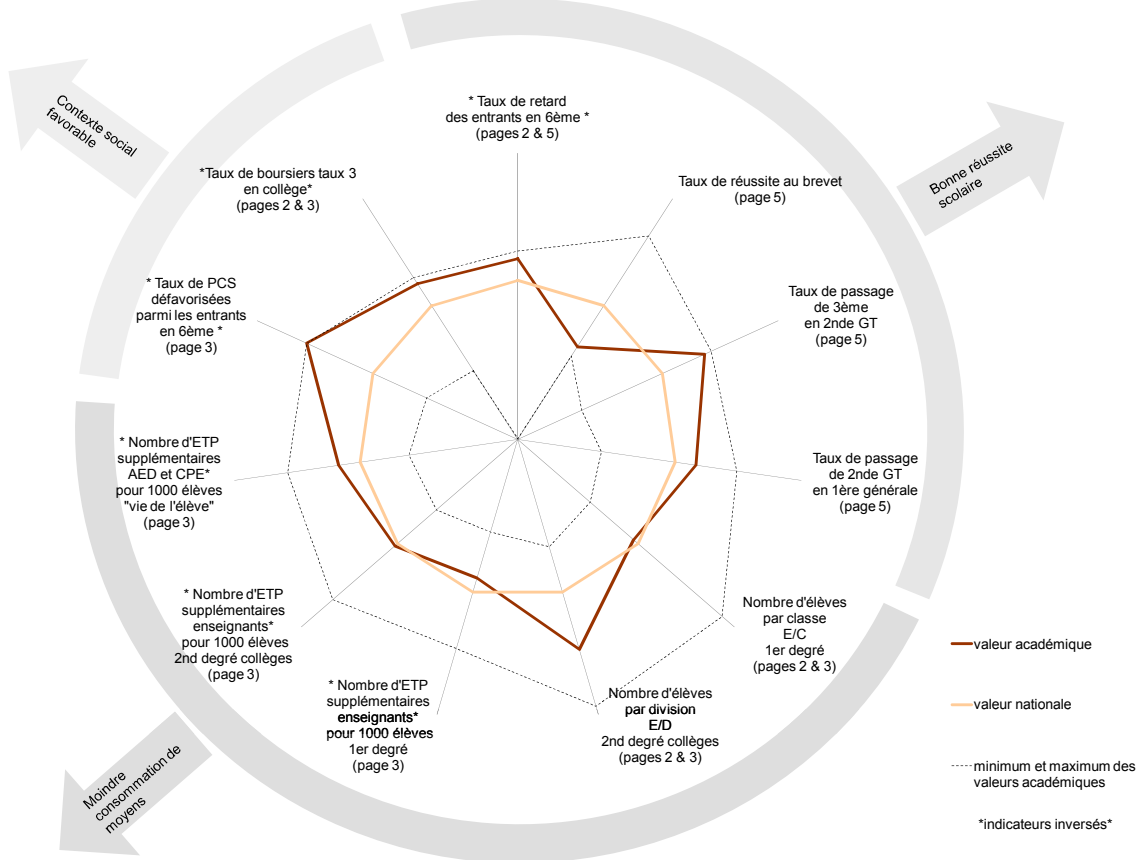 * Taux de retard
des entrants en 6ème *
(pages 2 & 5)
Contexte social
favorable
Bonne réussite
scolaire
*Taux de boursiers taux 3
en collège*
(pages 2 & 3)
Taux de réussite au brevet
(page 5)
* Taux de PCS
défavorisées
parmi les entrants
en 6ème *
(page 3)
Taux de passage
de 3ème
en 2nde GT
(page 5)
* Nombre d'ETP
supplémentaires
AED et CPE*
pour 1000 élèves
"vie de l'élève"
(page 3)
Taux de passage
de 2nde GT
en 1ère générale
(page 5)
* Nombre d'ETP
supplémentaires
enseignants*
pour 1000 élèves
2nd degré collèges
(page 3)
Nombre d'élèves
par classe
E/C
1er degré
(pages 2 & 3)
* Nombre d'ETP
supplémentaires
enseignants*
pour 1000 élèves
1er degré
(page 3)
Nombre d'élèves
par division
E/D
2nd degré collèges
(pages 2 & 3)
Moindre
consommation de
moyens
valeur académique
valeur nationale
minimum et maximum des
valeurs académiques
*indicateurs inversés*